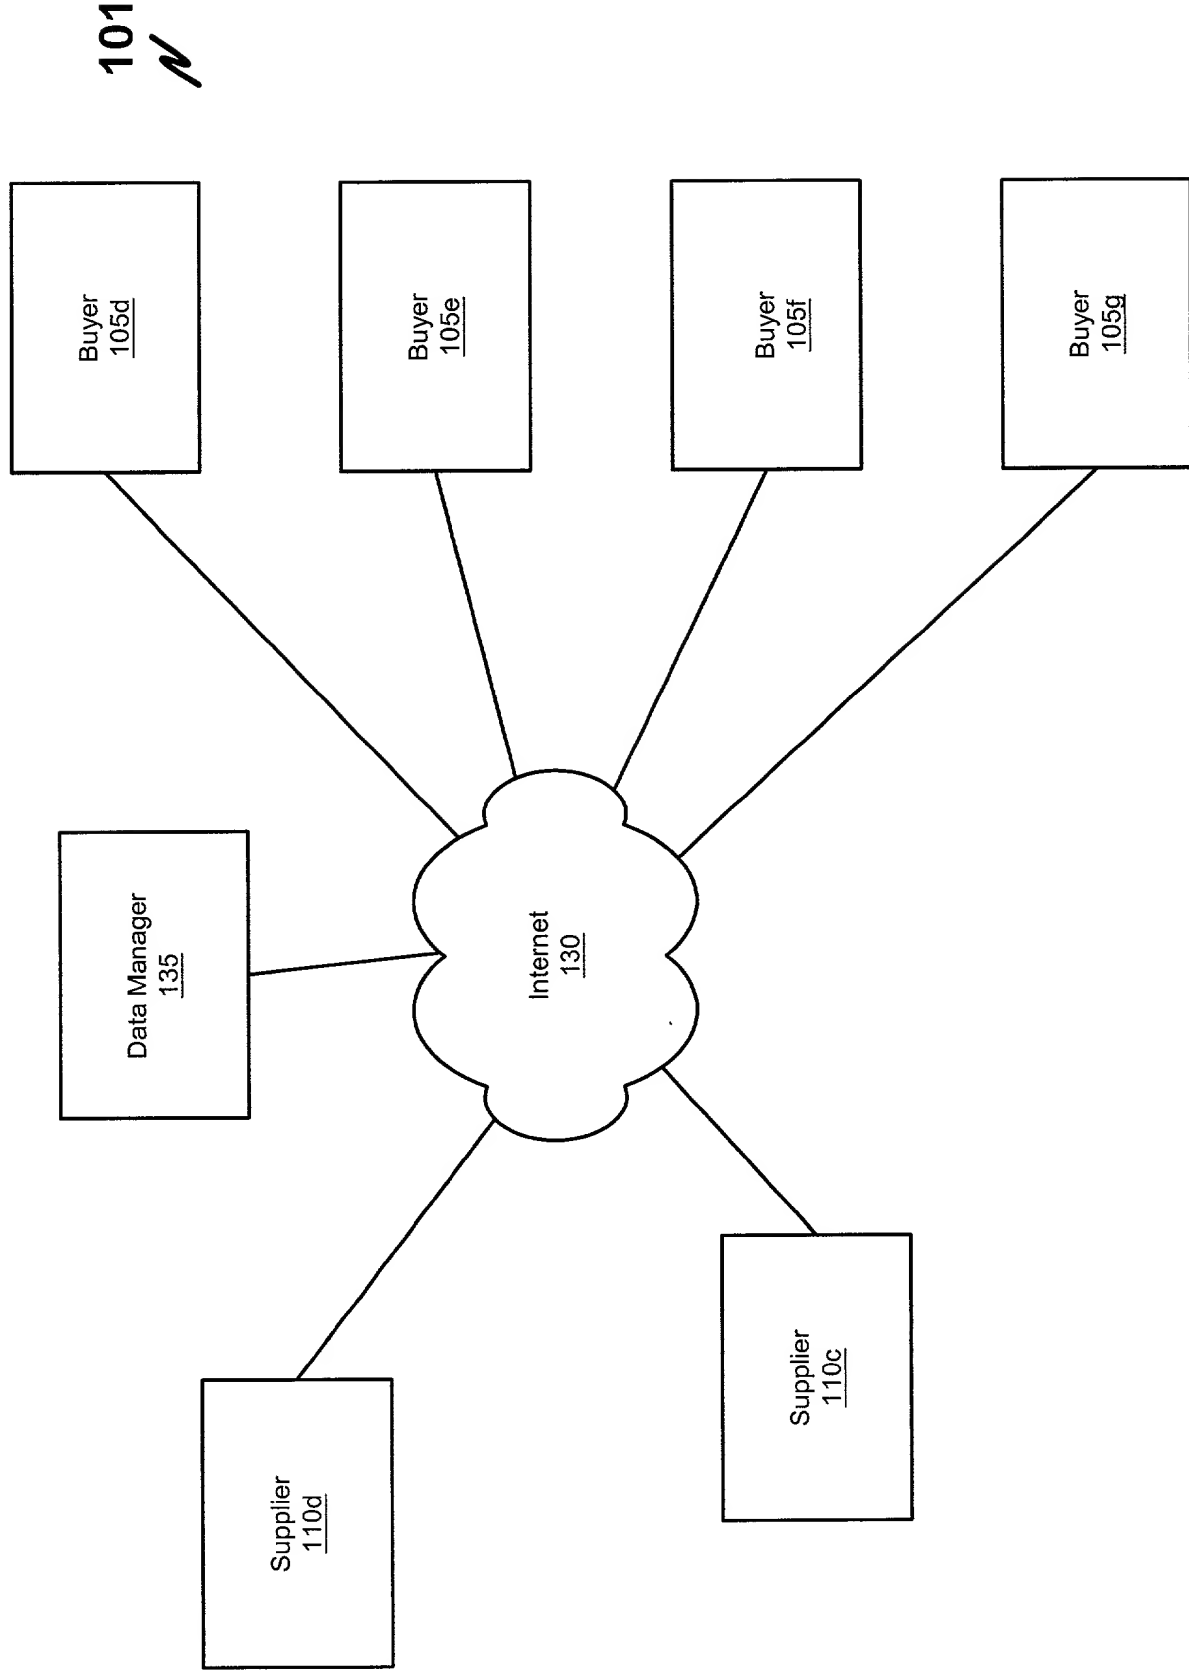 101
Data Manager
135
Buyer
105d
Supplier
110d
Buyer
105e
Internet
130
Buyer
105f
Supplier
110c
Buyer
105g